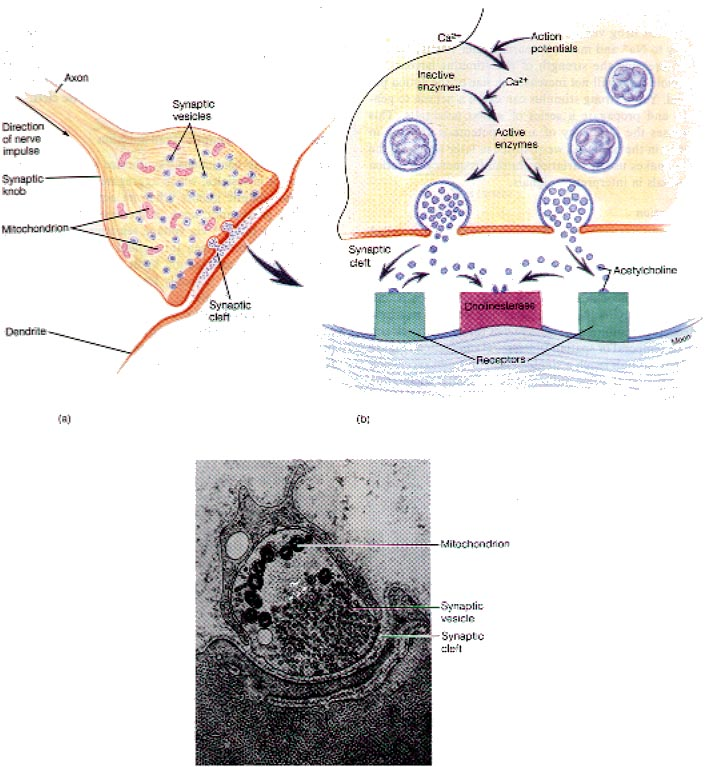 Axon
Synaptic
vesicles
Direction
of nerve
impulse
Synaptic
knob
Mitochondrion
Synaptic
cleft
Dendrite
(a)
Ca2+
Action
potentials
Inactive
enzymes
Ca2+
Active
enzymes
Synaptic
cleft
Acetylcholine
Cholinesterase
Receptors
(b)
Mitochondrion
Synaptic
vesicle
Synaptic
cleft